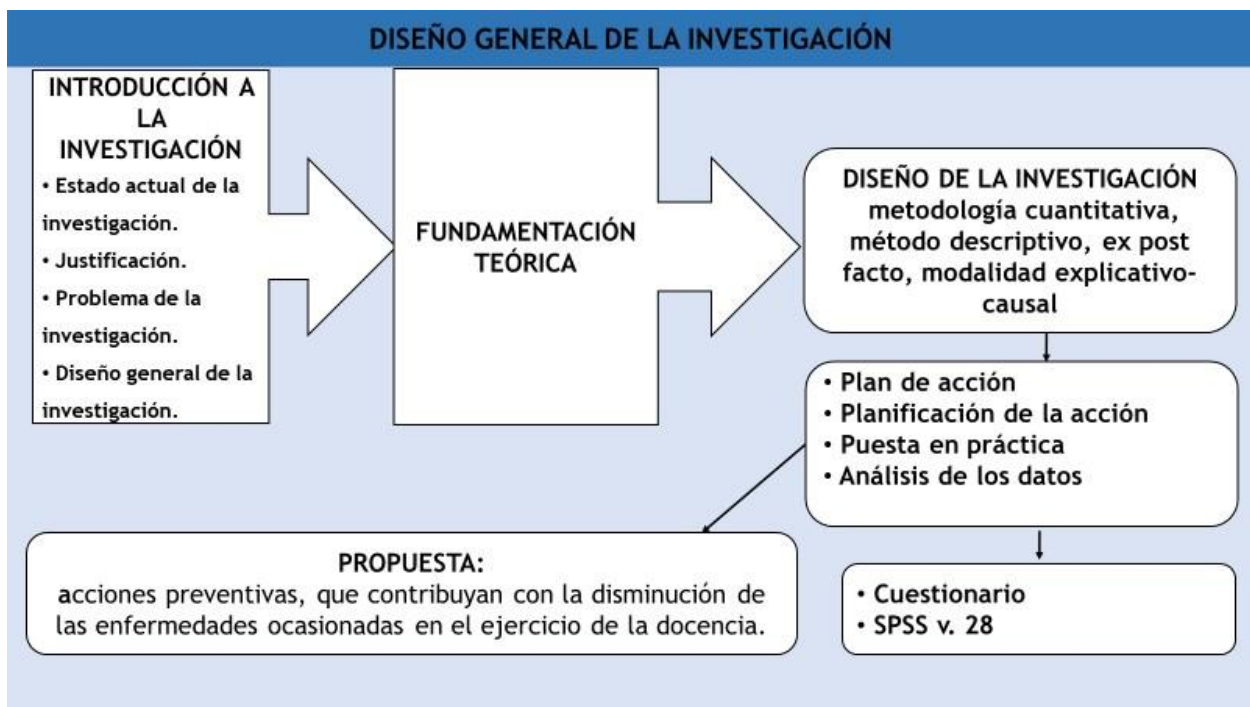 DISEÑO GENERAL DE LA INVESTIGACIÓN
INTRODUCCIÓN A
LA
INVESTIGACIÓN
• Estado actual de la
investigación.
• Justificación.
• Problema de la
investigación.
• Diseño general de la
investigación.
FUNDAMENTACIÓN
TEÓRICA
DISEÑO DE LA INVESTIGACIÓN
metodología cuantitativa,
método descriptivo, ex post
facto, modalidad explicativo-
causal
• Plan de acción
• Planificación de la acción
• Puesta en práctica
• Análisis de los datos
PROPUESTA:
acciones preventivas, que contribuyan con la disminución de
las enfermedades ocasionadas en el ejercicio de la docencia.
• Cuestionario
• SPSS v. 28